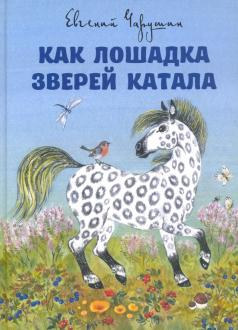 Евгений Чарушин
КАК ЛОШАДКА
ЗВЕРЕЙ КАТАЛА